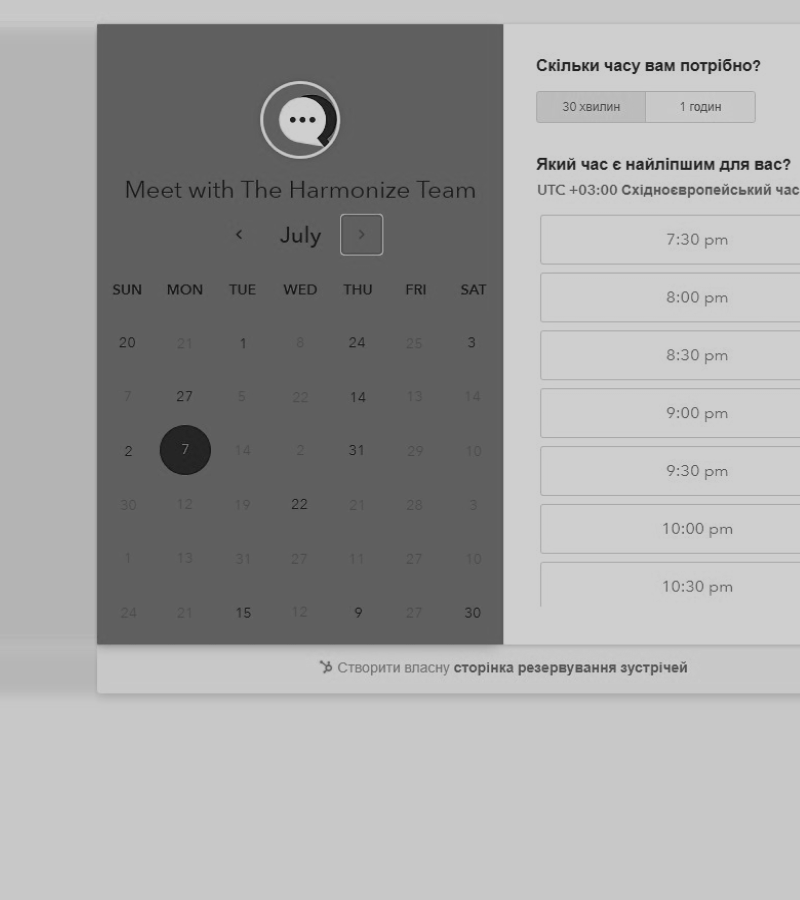 Meet with The Harmonize Team
July
SUN MON TUE WED THU FRI SAT
20 21 1 8 24 25 3
7 27 5 22 14 13 14
2 7 14 2 31 29 10
30 12 19 22 21 28 3
1 13 31 27 11 27 10
24 21 15 12 9 27 30
Скільки часу вам потрібно?
30 хвилин 1 годин
Який час є найліпшим для вас?
UTC +03:00 Східноєвропейський час
7:30 pm
8:00 pm
8:30 pm
9:00 pm
9:30 pm
10:00 pm
10:30 pm
Створити власну сторінка резервування зустрічей